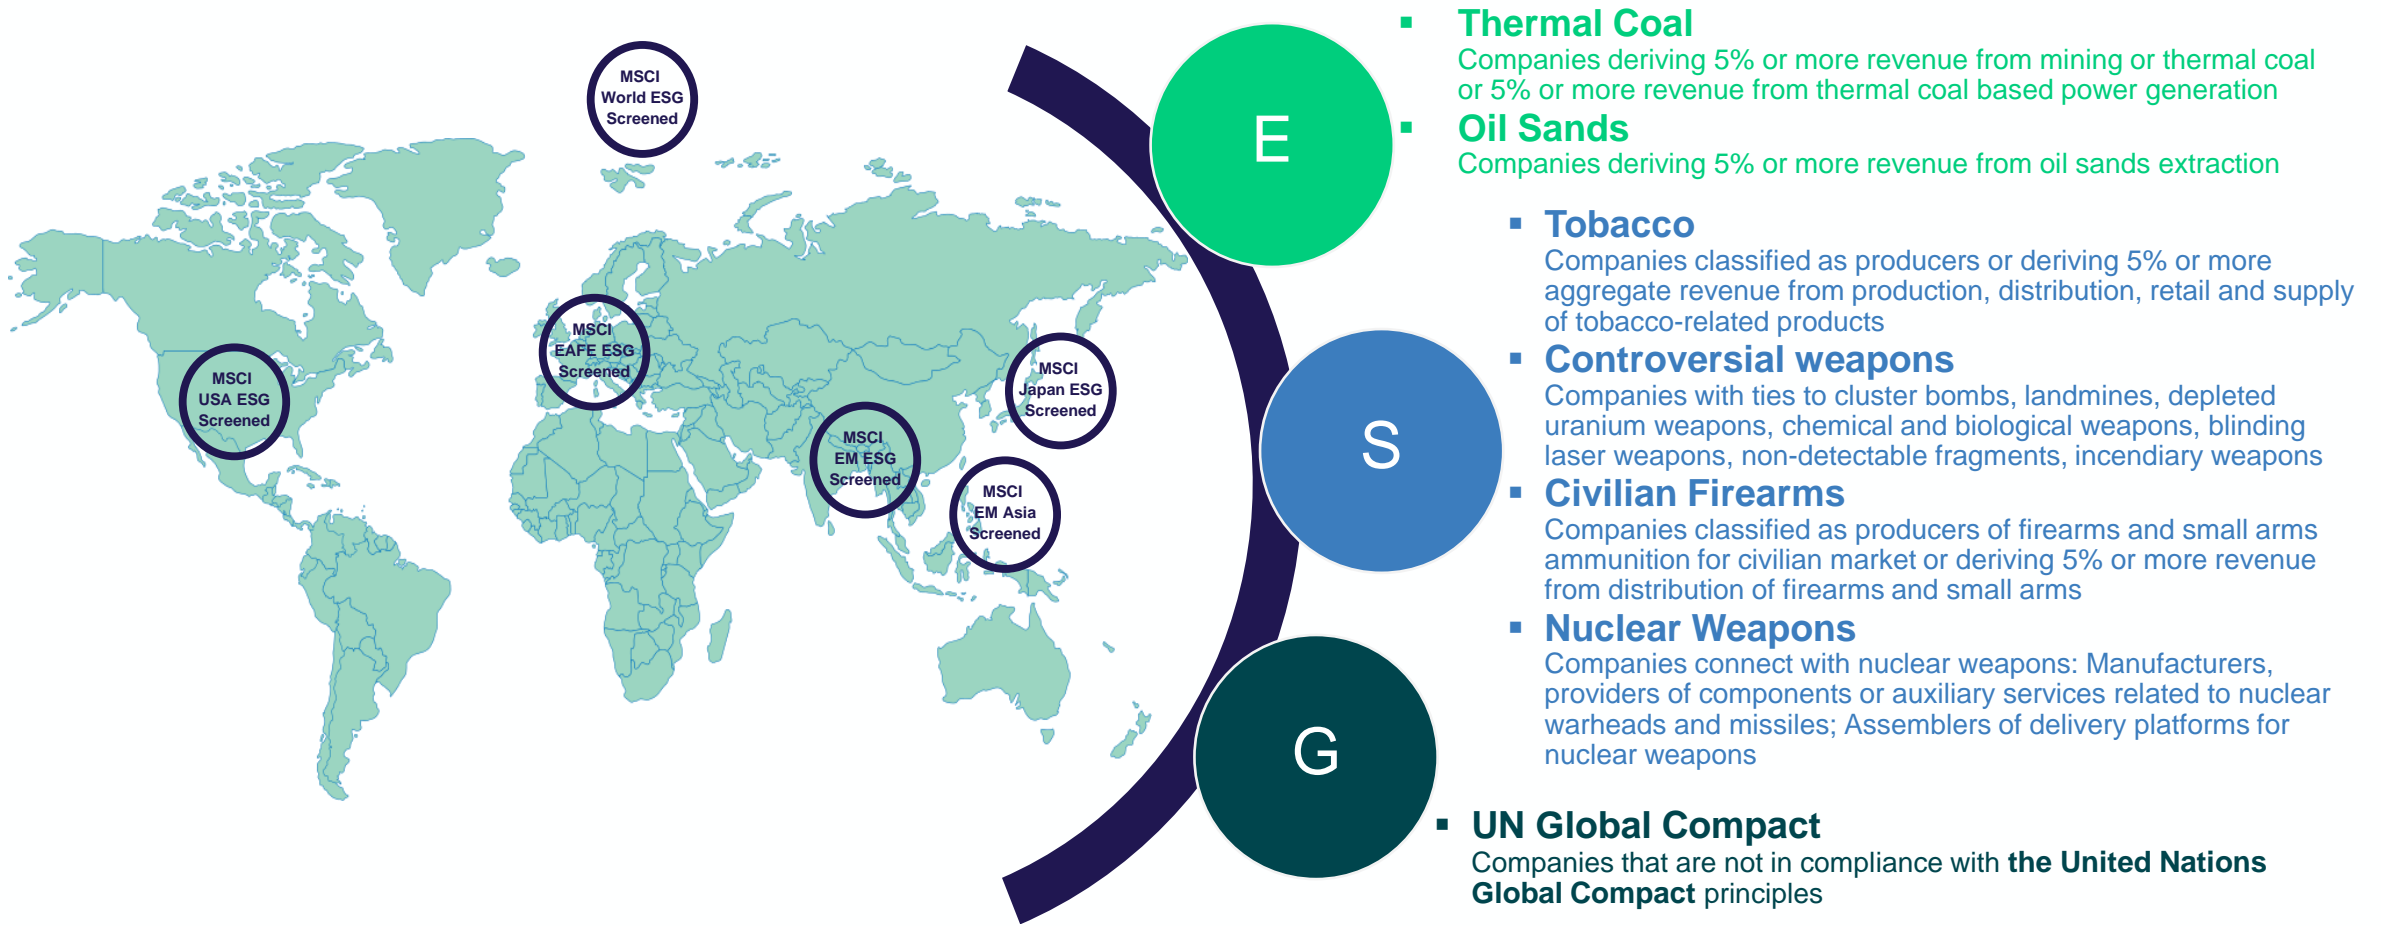 MSCI
World ESG
Screened
MSCI
EAFE ESG
Screened
MSCI
USA ESG
Screened
MSCI
Japan ESG
Screened
MSCI
EM ESG
Screened
MSCI
EM Asia
Screened
E
▪ Thermal Coal
Companies deriving 5% or more revenue from mining or thermal coal
or 5% or more revenue from thermal coal based power generation
▪ Oil Sands
Companies deriving 5% or more revenue from oil sands extraction
S
▪ Tobacco
Companies classified as producers or deriving 5% or more
aggregate revenue from production, distribution, retail and supply
of tobacco-related products
▪ Controversial weapons
Companies with ties to cluster bombs, landmines, depleted
uranium weapons, chemical and biological weapons, blinding
laser weapons, non-detectable fragments, incendiary weapons
▪ Civilian Firearms
Companies classified as producers of firearms and small arms
ammunition for civilian market or deriving 5% or more revenue
from distribution of firearms and small arms
▪ Nuclear Weapons
Companies connect with nuclear weapons: Manufacturers,
providers of components or auxiliary services related to nuclear
warheads and missiles; Assemblers of delivery platforms for
nuclear weapons
G
▪ UN Global Compact
Companies that are not in compliance with the United Nations
Global Compact principles